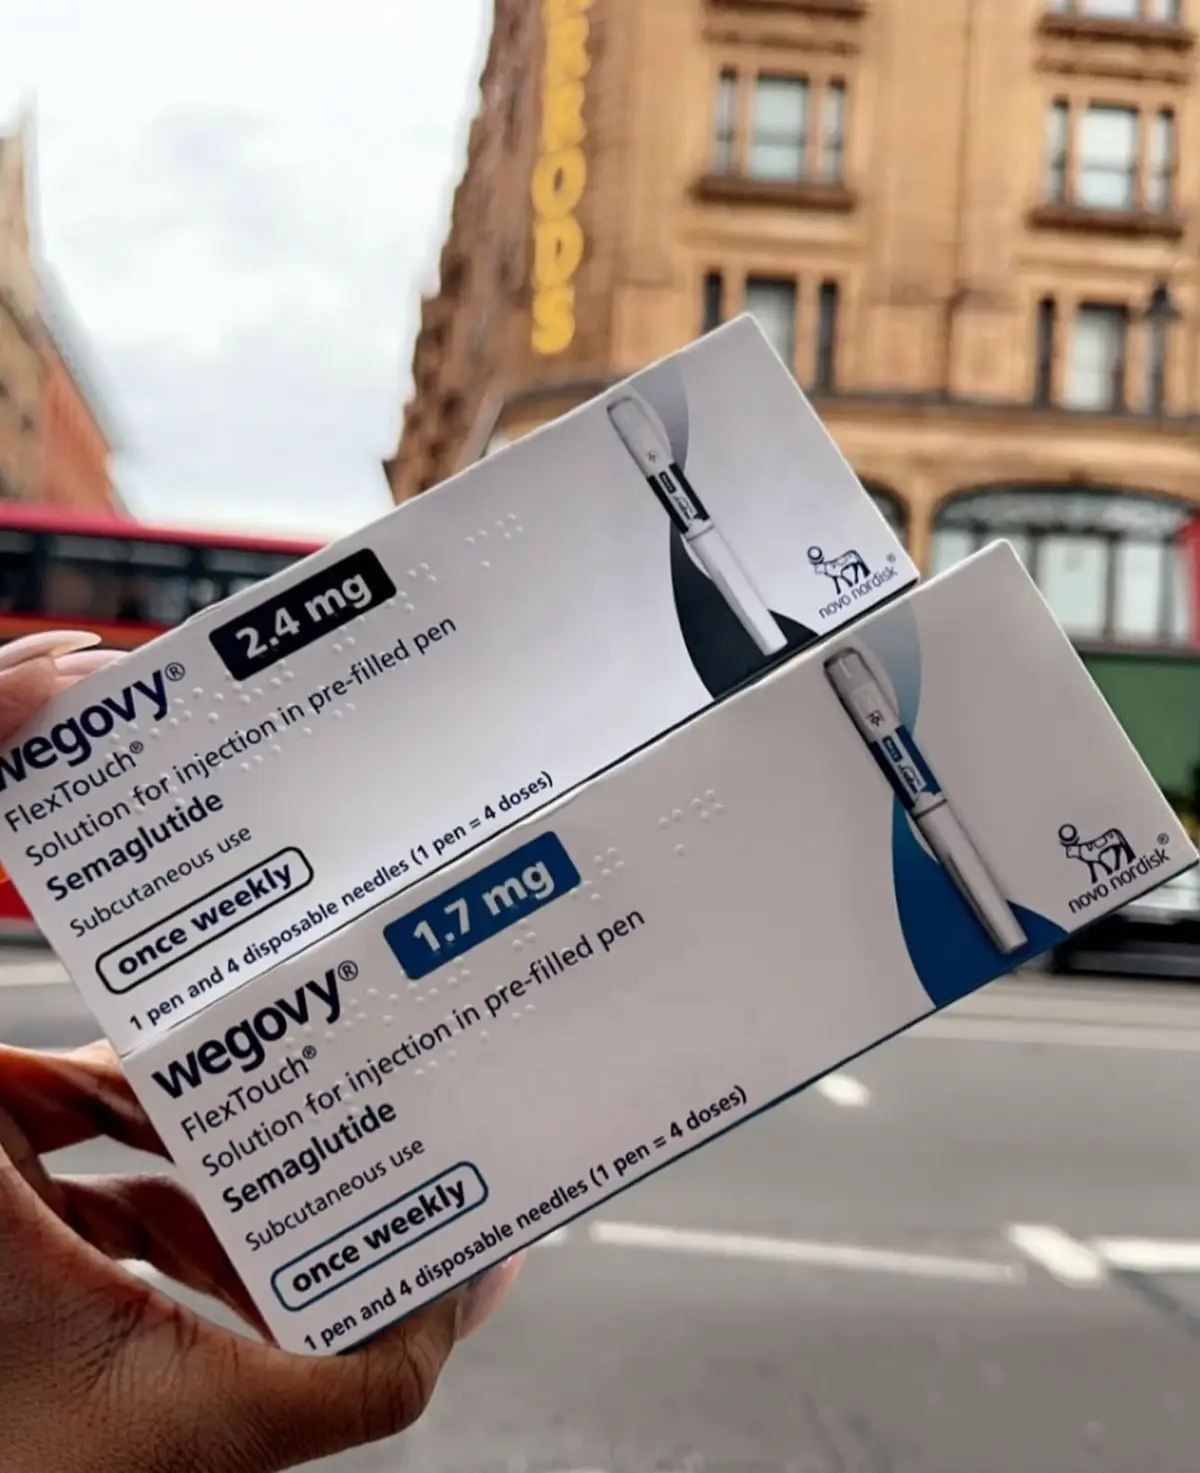 RRODS
2.4 mg
wegovy®
FlexTouch®
Solution for injection in pre-filled pen
Semaglutide
Subcutaneous use
once weekly
1 pen and 4 disposable needles (1 pen = 4 doses)
novo nordisk®
1.7 mg
wegovy®
FlexTouch®
Solution for injection in pre-filled pen
Semaglutide
Subcutaneous use
once weekly
1 pen and 4 disposable needles (1 pen = 4 doses)
novo nordisk®